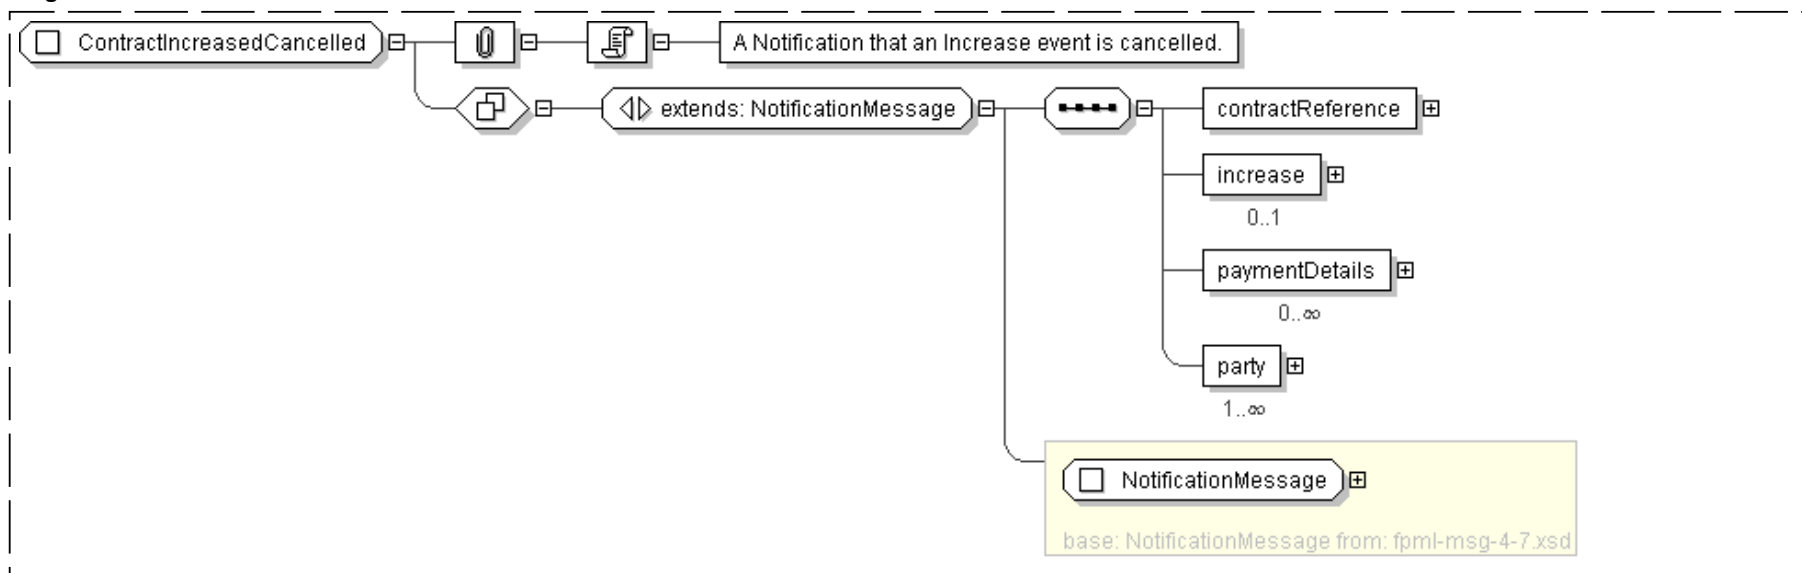 ContractIncreasedCancelled
A Notification that an Increase event is cancelled.
extends: NotificationMessage
contractReference
increase
0..1
paymentDetails
0..∞
party
1..∞
NotificationMessage
base: NotificationMessage from: fpml-msg-4-7.xsd